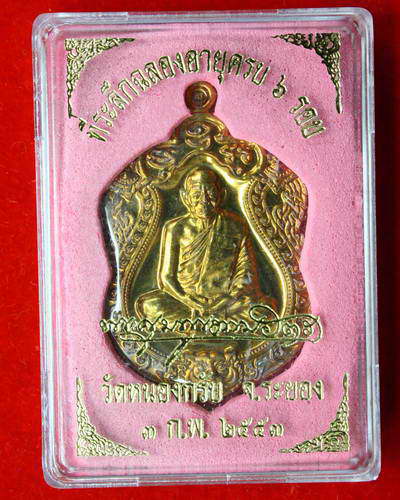 ที่ระลึกฉลองอายุครบ ๖ รอบ
วัดหนองกรับ จ.ระยอง
๓ ก.พ. ๒๕๕๓